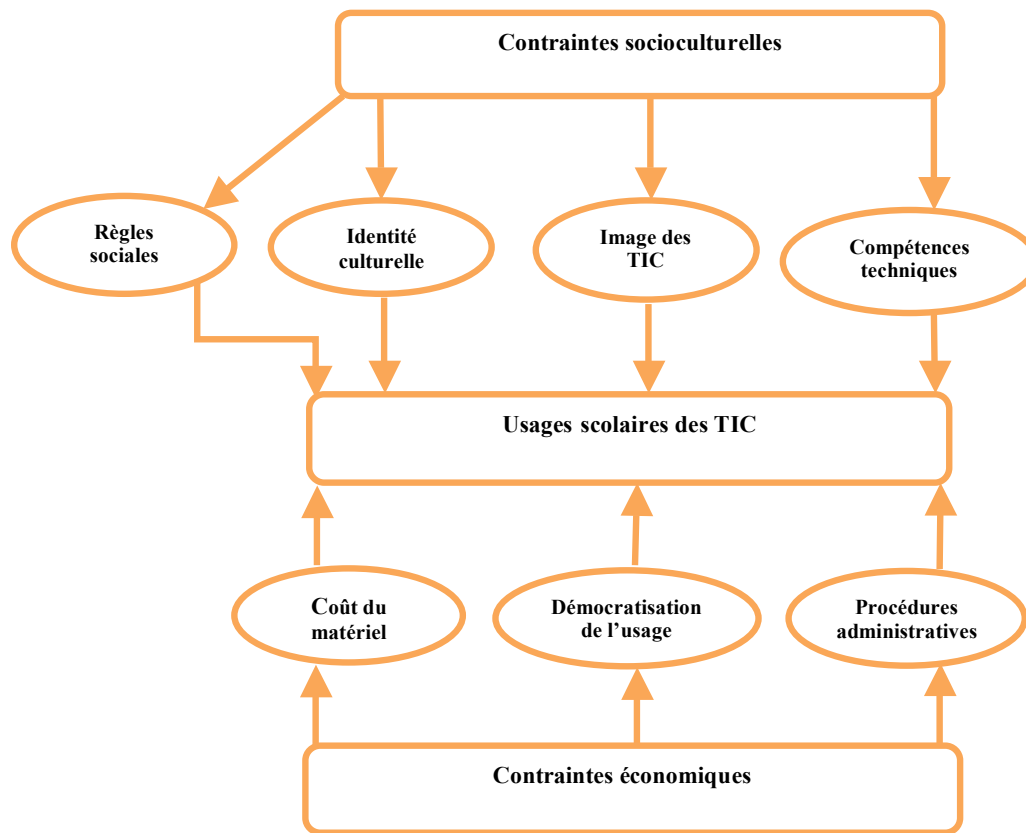 Contraintes socioculturelles
Règles
sociales
Identité
culturelle
Image des
TIC
Compétences
techniques
Usages scolaires des TIC
Coût du
matériel
Démocratisation
de l’usage
Procédures
administratives
Contraintes économiques